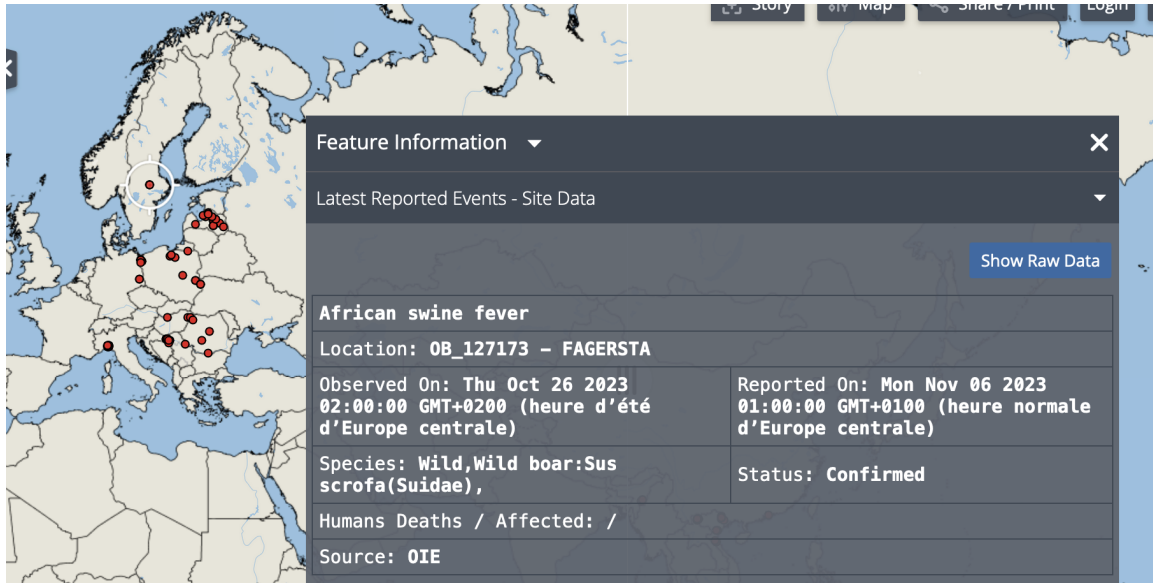 Story
Map
Share / Print
Login
Feature Information
Latest Reported Events - Site Data
Show Raw Data
African swine fever
Location: OB_127173 – FAGERSTA
Observed On: Thu Oct 26 2023
02:00:00 GMT+0200 (heure d’été
d’Europe centrale)
Reported On: Mon Nov 06 2023
01:00:00 GMT+0100 (heure normale
d’Europe centrale)
Species: Wild,Wild boar:Sus
scrofa(Suidae),
Status: Confirmed
Humans Deaths / Affected: /
Source: OIE